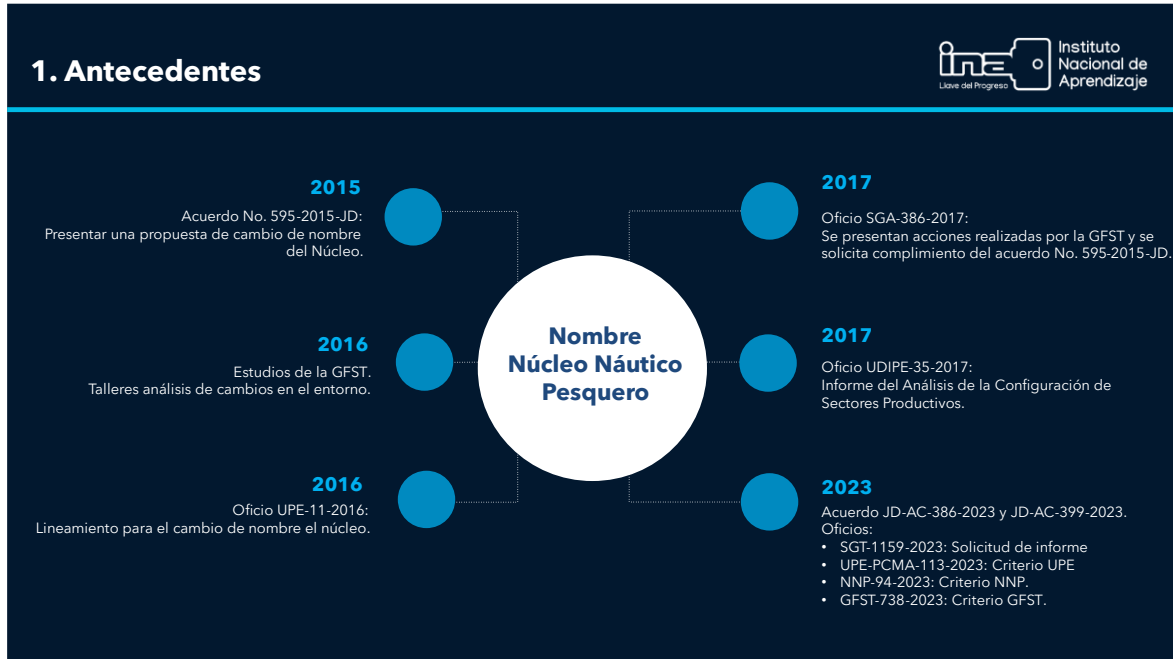 1. Antecedentes
ina
Llave del Progreso
Instituto
Nacional de
Aprendizaje
2015
Acuerdo No. 595-2015-JD:
Presentar una propuesta de cambio de nombre
del Núcleo.
2016
Estudios de la GFST.
Talleres análisis de cambios en el entorno.
2016
Oficio UPE-11-2016:
Lineamiento para el cambio de nombre el núcleo.
Nombre
Núcleo Náutico
Pesquero
2017
Oficio SGA-386-2017:
Se presentan acciones realizadas por la GFST y se
solicita complimiento del acuerdo No. 595-2015-JD.
2017
Oficio UDIPE-35-2017:
Informe del Análisis de la Configuración de
Sectores Productivos.
2023
Acuerdo JD-AC-386-2023 y JD-AC-399-2023.
Oficios:
• SGT-1159-2023: Solicitud de informe
• UPE-PCMA-113-2023: Criterio UPE
• NNP-94-2023: Criterio NNP.
• GFST-738-2023: Criterio GFST.